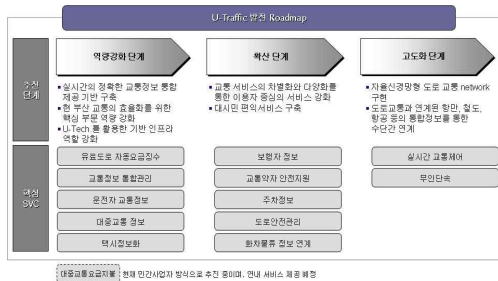 U-Traffic 발전 Roadmap
추진
단계
역량강화 단계
확산 단계
고도화 단계
▪ 실시간의 정확한 교통정보 통합
제공 기반 구축
▪ 현 부산 교통의 효율화를 위한
핵심 부문 역량 강화
▪ U-Tech 를 활용한 기반 인프라
역할 강화
▪ 교통 서비스의 차별화와 다양화를
통한 이용자 중심의 서비스 강화
▪ 대시민 편의서비스 구축
▪ 자율신경망형 도로 교통 network
구현
▪ 도로교통과 연계된 항만, 철도,
항공 등의 통합정보를 통한
수단간 연계
핵심
SVC
유료도로 자동요금징수
교통정보 통합관리
운전자 교통정보
대중교통 정보
택시정보화
보행자 정보
교통약자 안전지원
주차정보
도로안전관리
화차물류 정보 연계
실시간 교통제어
무인단속
대중교통요금지불 현재 민간사업자 방식으로 추진 중이며, 연내 서비스 제공 예정